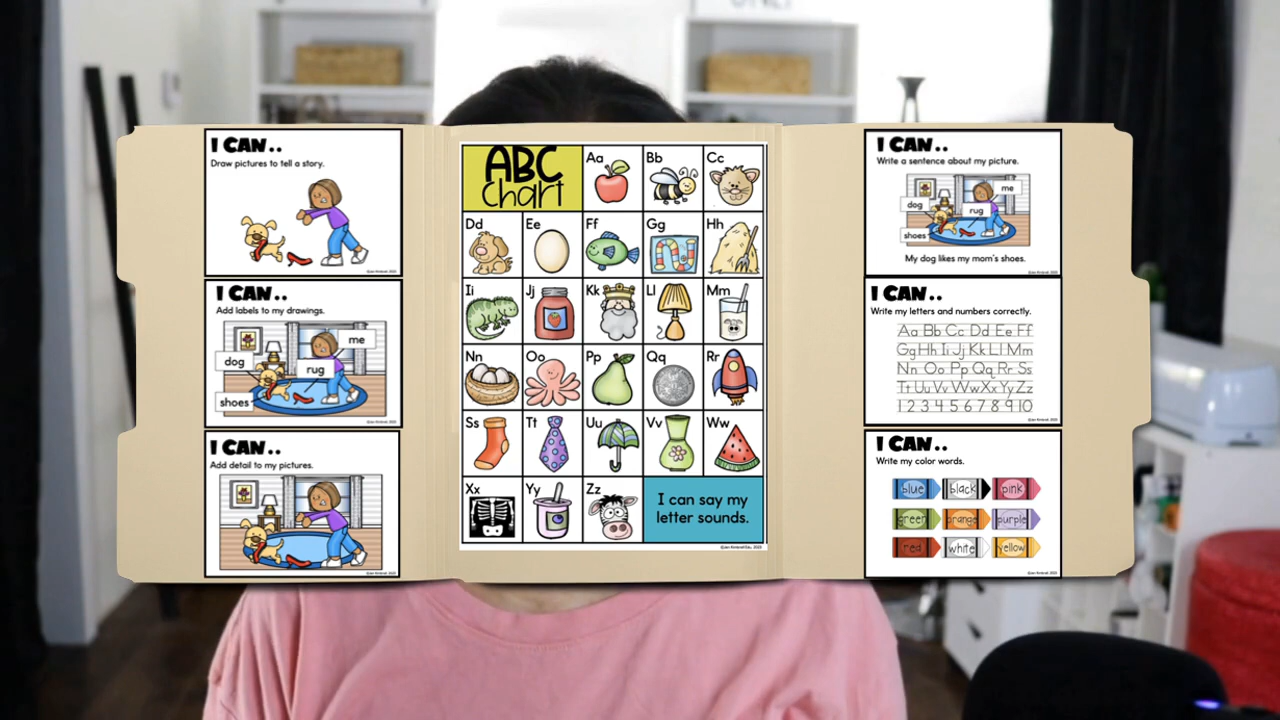 I CAN..
Draw pictures to tell a story.
I CAN..
Add labels to my drawings.
me
dog
rug
shoes
I CAN..
Add detail to my pictures.
ABC
Chart
Aa
Bb
Cc
Dd
Ee
Ff
Gg
Hh
Ii
Jj
Kk
Ll
Mm
Nn
Oo
Pp
Qq
Rr
Ss
Tt
Uu
Vv
Ww
Xx
Yy
Zz
I can say my
letter sounds.
I CAN..
Write a sentence about my picture.
me
dog
rug
shoes
My dog likes my mom's shoes.
I CAN..
Write my letters and numbers correctly.
Aa Bb Cc Dd Ee Ff
Gg Hh Ii Jj Kk Ll Mm
Nn Oo Pp Qq Rr Ss
Tt Uu Vv Ww Xx Yy Zz
1 2 3 4 5 6 7 8 9 10
I CAN..
Write my color words.
blue black pink
green orange purple
red white yellow